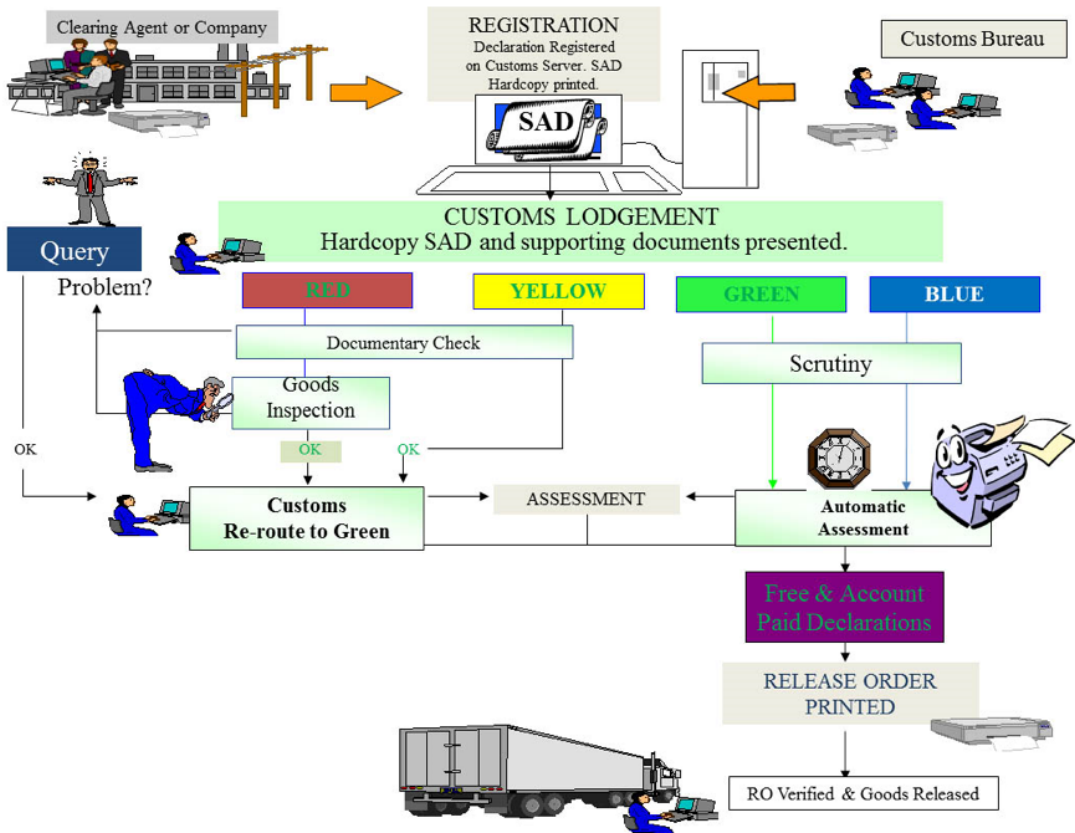 Clearing Agent or Company
REGISTRATION
Declaration Registered
on Customs Server. SAD
Hardcopy printed.
Customs Bureau
SAD
CUSTOMS LODGEMENT
Hardcopy SAD and supporting documents presented.
Query
Problem?
RED
YELLOW
GREEN
BLUE
Documentary Check
Scrutiny
Goods
Inspection
OK
OK
OK
Customs
Re-route to Green
ASSESSMENT
Automatic
Assessment
Free & Account
Paid Declarations
RELEASE ORDER
PRINTED
RO Verified & Goods Released